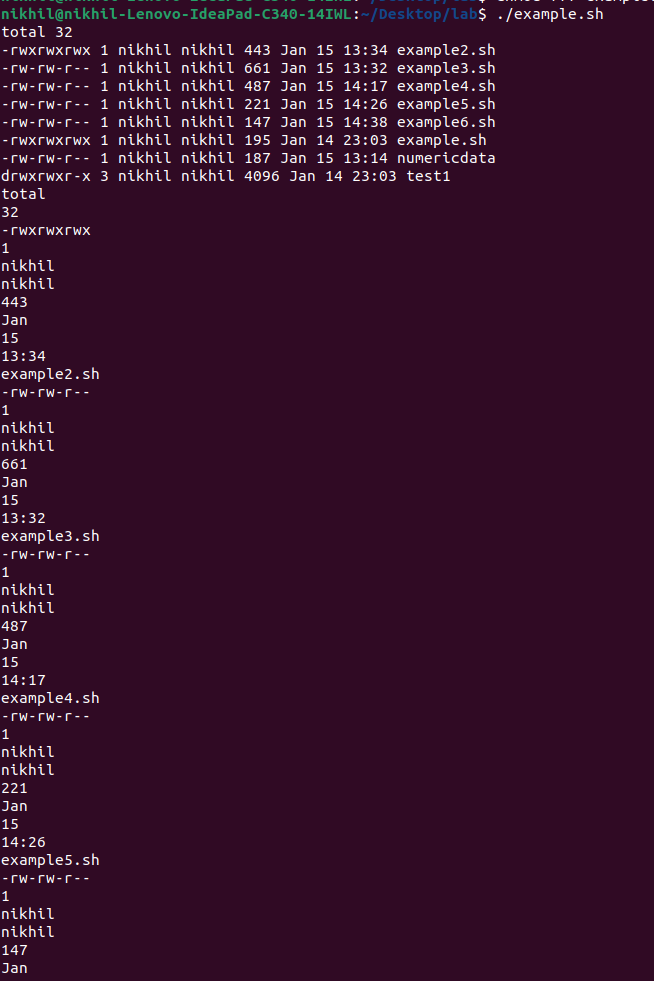 nikhil@nikhil-Lenovo-IdeaPad-C340-14IWL:~/Desktop/lab$ ./example.sh
total 32
-rwxrwxrwx 1 nikhil nikhil 443 Jan 15 13:34 example2.sh
-rw-rw-r-- 1 nikhil nikhil 661 Jan 15 13:32 example3.sh
-rw-rw-r-- 1 nikhil nikhil 487 Jan 15 14:17 example4.sh
-rw-rw-r-- 1 nikhil nikhil 221 Jan 15 14:26 example5.sh
-rw-rw-r-- 1 nikhil nikhil 147 Jan 15 14:38 example6.sh
-rwxrwxrwx 1 nikhil nikhil 195 Jan 14 23:03 example.sh
-rw-rw-r-- 1 nikhil nikhil 187 Jan 15 13:14 numericdata
drwxrwxr-x 3 nikhil nikhil 4096 Jan 14 23:03 test1
total
32
-rwxrwxrwx
1
nikhil
nikhil
443
Jan
15
13:34
example2.sh
-rw-rw-r--
1
nikhil
nikhil
661
Jan
15
13:32
example3.sh
-rw-rw-r--
1
nikhil
nikhil
487
Jan
15
14:17
example4.sh
-rw-rw-r--
1
nikhil
nikhil
221
Jan
15
14:26
example5.sh
-rw-rw-r--
1
nikhil
nikhil
147
Jan